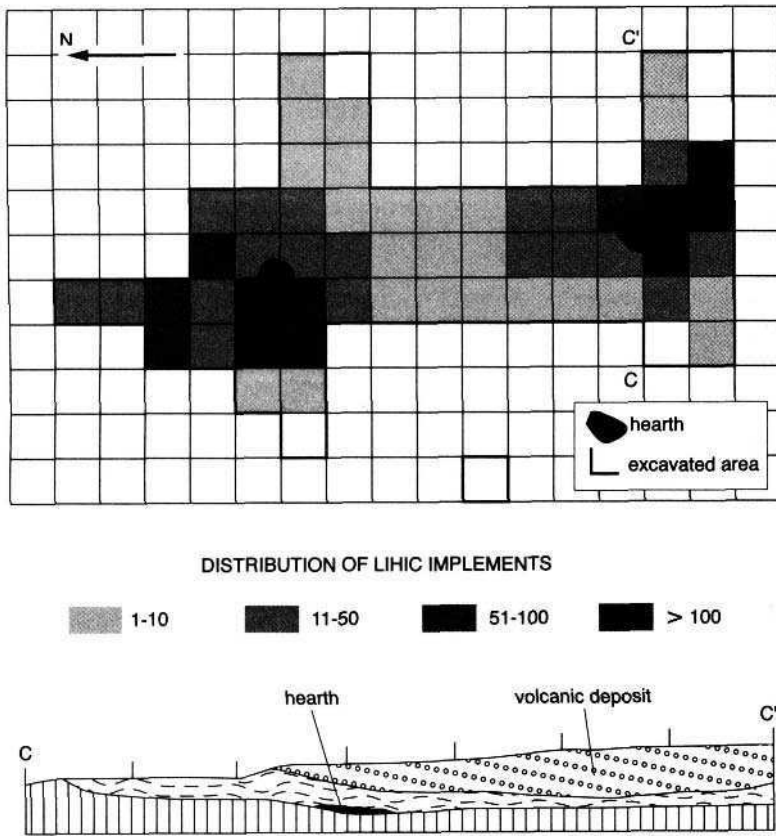 N
C'
C
hearth
excavated area
DISTRIBUTION OF LIHIC IMPLEMENTS
1-10 11-50 51-100 > 100
hearth volcanic deposit
C C'